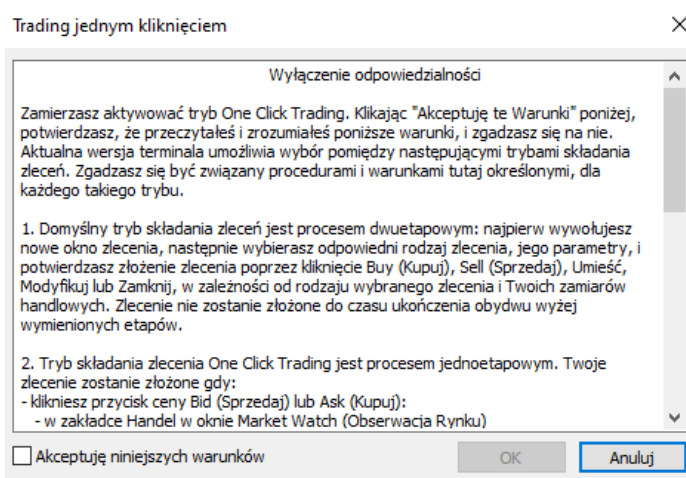 Trading jednym kliknięciem
Wyłączenie odpowiedzialności
Zamierzasz aktywować tryb One Click Trading. Klikając "Akceptuję te Warunki" poniżej,
potwierdzasz, że przeczytałeś i zrozumiałeś poniższe warunki, i zgadzasz się na nie.
Aktualna wersja terminala umożliwia wybór pomiędzy następującymi trybami składania
zleceń. Zgadzasz się być związany procedurami i warunkami tutaj określonymi, dla
każdego takiego trybu.
1. Domyślny tryb składania zleceń jest procesem dwuetapowym: najpierw wywołujesz
nowe okno zlecenia, następnie wybierasz odpowiedni rodzaj zlecenia, jego parametry, i
potwierdzasz złożenie zlecenia poprzez kliknięcie Buy (Kupuj), Sell (Sprzedaj), Umieść,
Modyfikuj lub Zamknij, w zależności od rodzaju wybranego zlecenia i Twoich zamiarów
handlowych. Zlecenie nie zostanie złożone do czasu ukończenia obydwu wyżej
wymienionych etapów.
2. Tryb składania zlecenia One Click Trading jest procesem jednoetapowym. Twoje
zlecenie zostanie złożone gdy:
- klikniesz przycisk ceny Bid (Sprzedaj) lub Ask (Kupuj):
- w zakładce Handel w oknie Market Watch (Obserwacja Rynku)
Akceptuję niniejszych warunków
OK
Anuluj